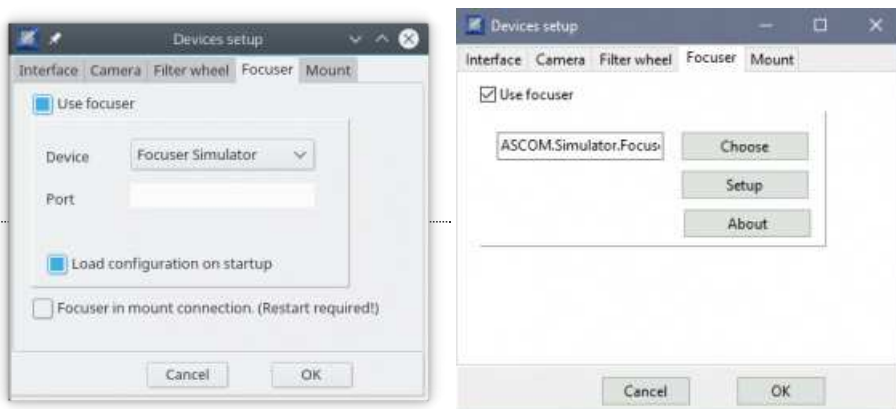 Devices setup
Interface Camera Filter wheel Focuser Mount
Use focuser
Device Focuser Simulator
Port
Load configuration on startup
Focuser in mount connection. (Restart required!)
Cancel OK
Devices setup
Interface Camera Filter wheel Focuser Mount
Use focuser
ASCOM.Simulator.Focus Choose
Setup
About
Cancel OK